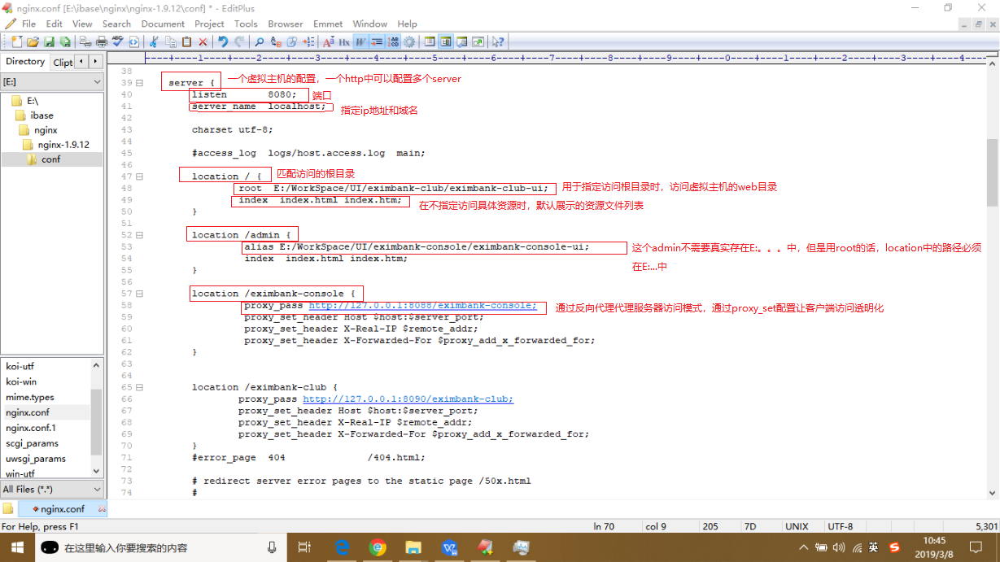 nginx.conf [E:\ibase\nginx\nginx-1.9.12\conf] * - EditPlus
File Edit View Search Document Project Tools Browser Emmet Window Help
Directory Clipt
[E:]
E:\
ibase
nginx
nginx-1.9.12
conf
koi-utf
koi-win
mime.types
nginx.conf
nginx.conf.1
scgi_params
uwsgi_params
win-utf
All Files (*.*)
----+----1----+----2----+----3----+----4----+----5----+----6----+----7----+----8----+----9----+----0----+----1----+----2----+----3----+----4--
38
39 server { 一个虚拟主机的配置，一个http中可以配置多个server
40 listen 8080; 端口
41 server_name localhost; 指定ip地址和域名
42
43 charset utf-8;
44
45 #access_log logs/host.access.log main;
46
47 location / { 匹配访问的根目录
48 root E:/WorkSpace/UI/eximbank-club/eximbank-club-ui; 用于指定访问根目录时，访问虚拟主机的web目录
49 index index.html index.htm; 在不指定访问具体资源时，默认展示的资源文件列表
50 }
51
52 location /admin {
53 alias E:/WorkSpace/UI/eximbank-console/eximbank-console-ui; 这个admin不需要真实存在E:。。。中，但是用root的话，location中的路径必须
54 index index.html index.htm; 在E:...中
55 }
56
57 location /eximbank-console {
58 proxy_pass http://127.0.0.1:8088/eximbank-console; 通过反向代理代理服务器访问模式，通过proxy_set配置让客户端访问透明化
59 proxy_set_header Host $host:$server_port;
60 proxy_set_header X-Real-IP $remote_addr;
61 proxy_set_header X-Forwarded-For $proxy_add_x_forwarded_for;
62 }
63
64
65 location /eximbank-club {
66 proxy_pass http://127.0.0.1:8090/eximbank-club;
67 proxy_set_header Host $host:$server_port;
68 proxy_set_header X-Real-IP $remote_addr;
69 proxy_set_header X-Forwarded-For $proxy_add_x_forwarded_for;
70 }
71 #error_page 404 /404.html;
72
73 # redirect server error pages to the static page /50x.html
74 #
nginx.conf
For Help, press F1 ln 70 col 9 205 7D UNIX UTF-8 5,301
在这里输入你要搜索的内容
英
10:45
2019/3/8